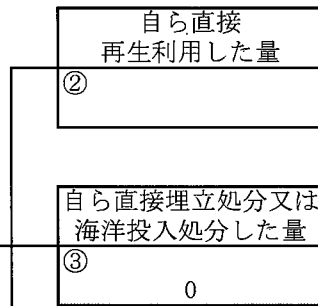 自ら直接
再生利用した量
②
自ら直接埋立処分又は
海洋投入処分した量
③
0